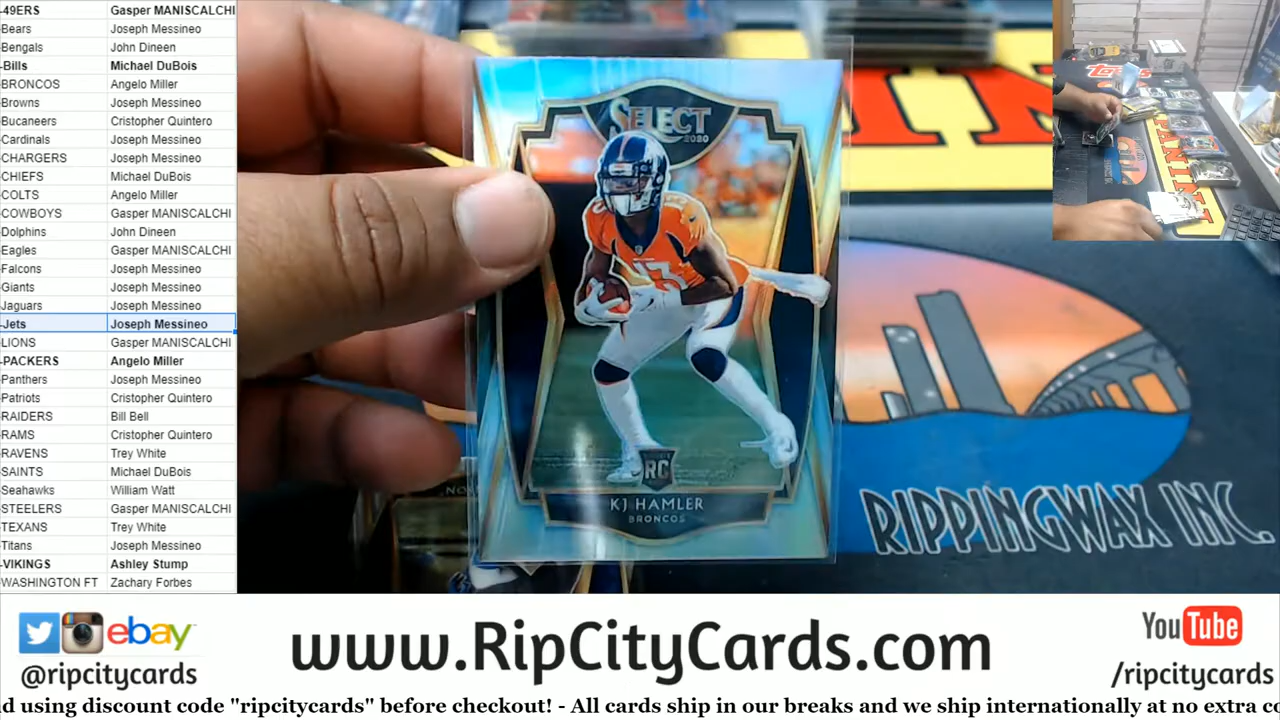 -49ERS Gasper MANISCALCHI
Bears Joseph Messineo
Bengals John Dineen
-Bills Michael DuBois
BRONCOS Angelo Miller
Browns Joseph Messineo
Bucaneers Cristopher Quintero
Cardinals Joseph Messineo
CHARGERS Joseph Messineo
CHIEFS Michael DuBois
COLTS Angelo Miller
COWBOYS Gasper MANISCALCHI
Dolphins John Dineen
Eagles Gasper MANISCALCHI
Falcons Joseph Messineo
Giants Joseph Messineo
Jaguars Joseph Messineo
-Jets Joseph Messineo
LIONS Gasper MANISCALCHI
-PACKERS Angelo Miller
Panthers Joseph Messineo
Patriots Cristopher Quintero
RAIDERS Bill Bell
RAMS Cristopher Quintero
RAVENS Trey White
SAINTS Michael DuBois
Seahawks William Watt
STEELERS Gasper MANISCALCHI
TEXANS Trey White
Titans Joseph Messineo
-VIKINGS Ashley Stump
WASHINGTON FT Zachary Forbes
SELECT
2020
13
RC
KJ HAMLER
BRONCOS
Topps
PANINI
RIPPINGWAX INC.
ebay
@ripcitycards
www.RipCityCards.com
YouTube
/ripcitycards
d using discount code "ripcitycards" before checkout! - All cards ship in our breaks and we ship internationally at no extra co